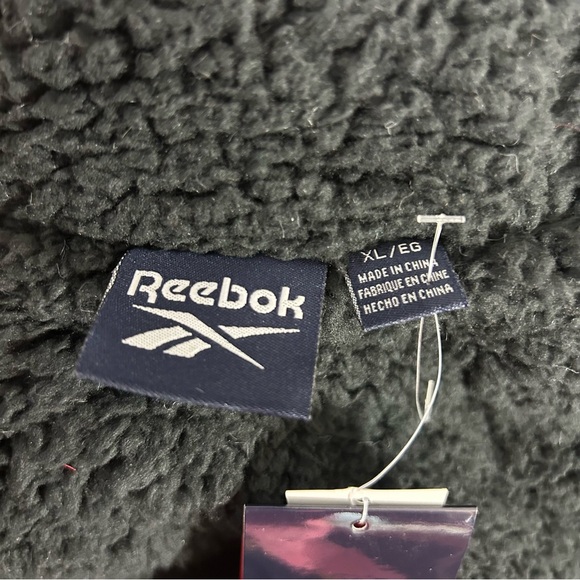 Reebok
XL/EG
MADE IN CHINA
FABRIQUE EN CHINE
HECHO EN CHINA